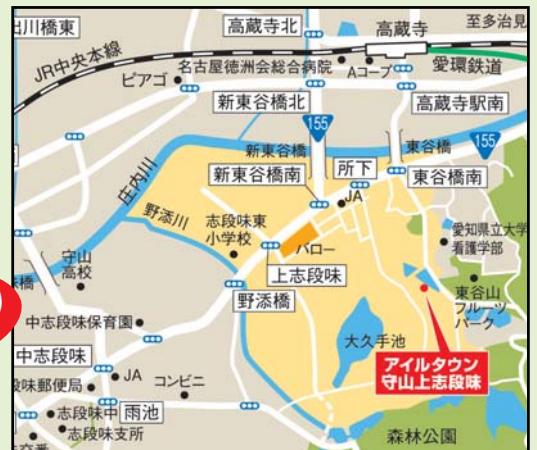 出川橋東
高蔵寺北
高蔵寺
至多治見
JR中央本線
名古屋徳洲会総合病院
Aコープ
愛環鉄道
ピアゴ
新東谷橋北
高蔵寺駅南
155
新東谷橋
東谷橋
155
庄内川
新東谷橋南
所下
東谷橋南
JA
野添川
志段味東
小学校
バロー
愛知県立大学
看護学部
守山
高校
上志段味
東谷山
フルーツ
パーク
野添橋
中志段味保育園
大久手池
中志段味
アイルタウン
守山上志段味
JA
コンビニ
段味郵便局
志段味中
雨池
志段味支所
森林公園